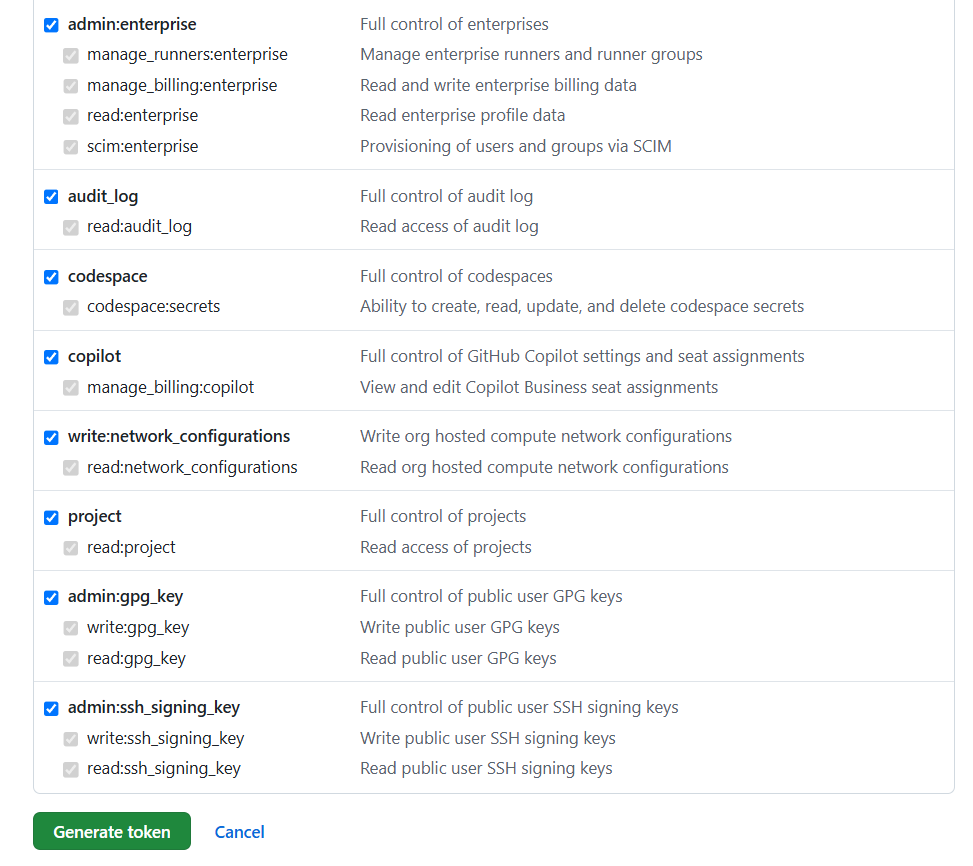 admin:enterprise Full control of enterprises
manage_runners:enterprise Manage enterprise runners and runner groups
manage_billing:enterprise Read and write enterprise billing data
read:enterprise Read enterprise profile data
scim:enterprise Provisioning of users and groups via SCIM
audit_log Full control of audit log
read:audit_log Read access of audit log
codespace Full control of codespaces
codespace:secrets Ability to create, read, update, and delete codespace secrets
copilot Full control of GitHub Copilot settings and seat assignments
manage_billing:copilot View and edit Copilot Business seat assignments
write:network_configurations Write org hosted compute network configurations
read:network_configurations Read org hosted compute network configurations
project Full control of projects
read:project Read access of projects
admin:gpg_key Full control of public user GPG keys
write:gpg_key Write public user GPG keys
read:gpg_key Read public user GPG keys
admin:ssh_signing_key Full control of public user SSH signing keys
write:ssh_signing_key Write public user SSH signing keys
read:ssh_signing_key Read public user SSH signing keys
Generate token Cancel